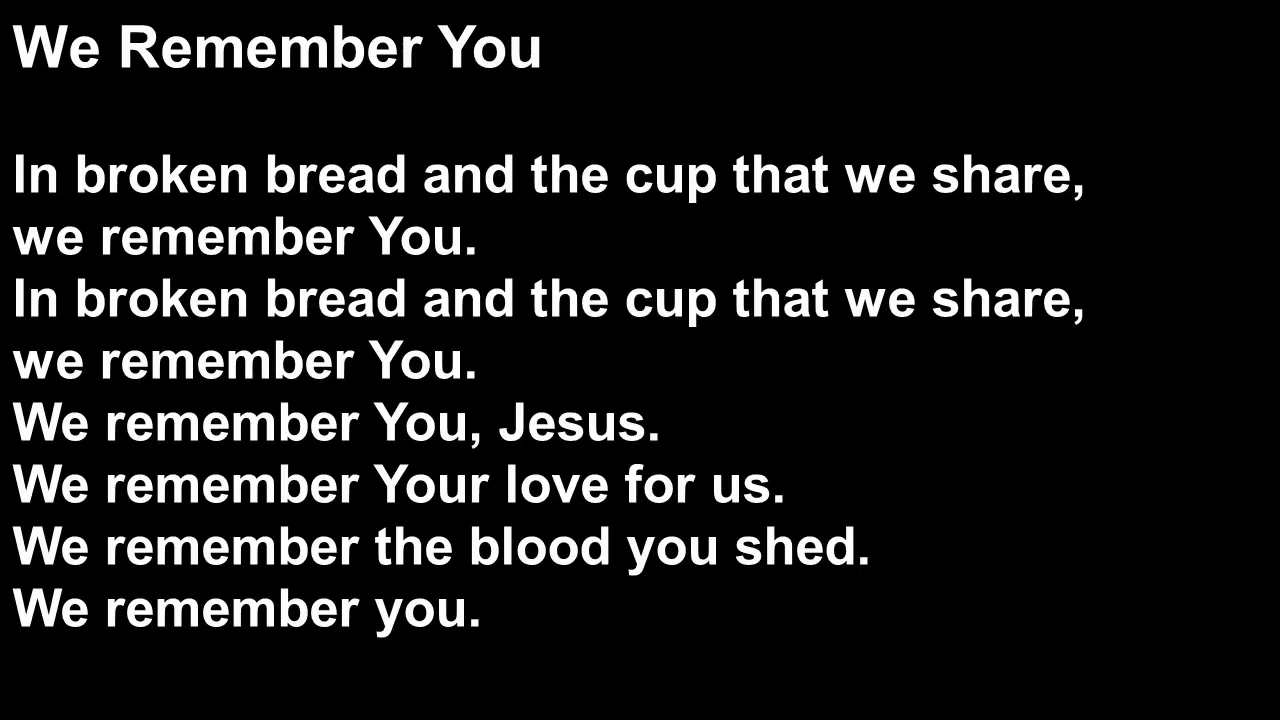 We Remember You
In broken bread and the cup that we share,
we remember You.
In broken bread and the cup that we share,
we remember You.
We remember You, Jesus.
We remember Your love for us.
We remember the blood you shed.
We remember you.